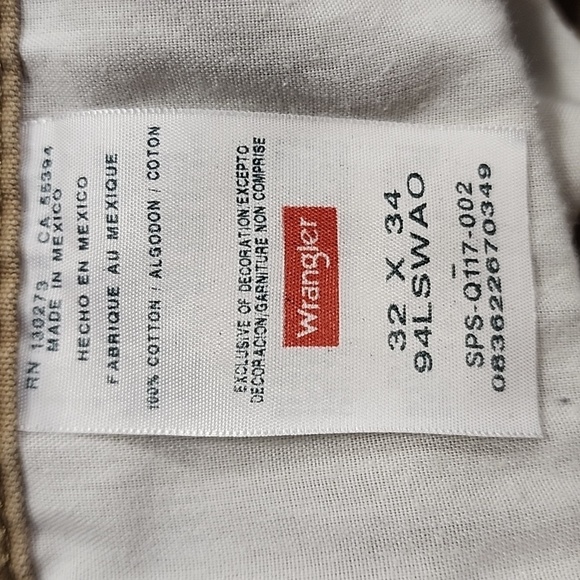 RN 130273 CA 55394
MADE IN MEXICO
HECHO EN MEXICO
FABRIQUE AU MEXIQUE
100% COTTON / ALGODON / COTON
EXCLUSIVE OF DECORATION/EXCEPTO
DECORACION/GARNITURE NON COMPRISE
Wrangler
32 X 34
94LSWAO
SPS-Q117-002
083622670349